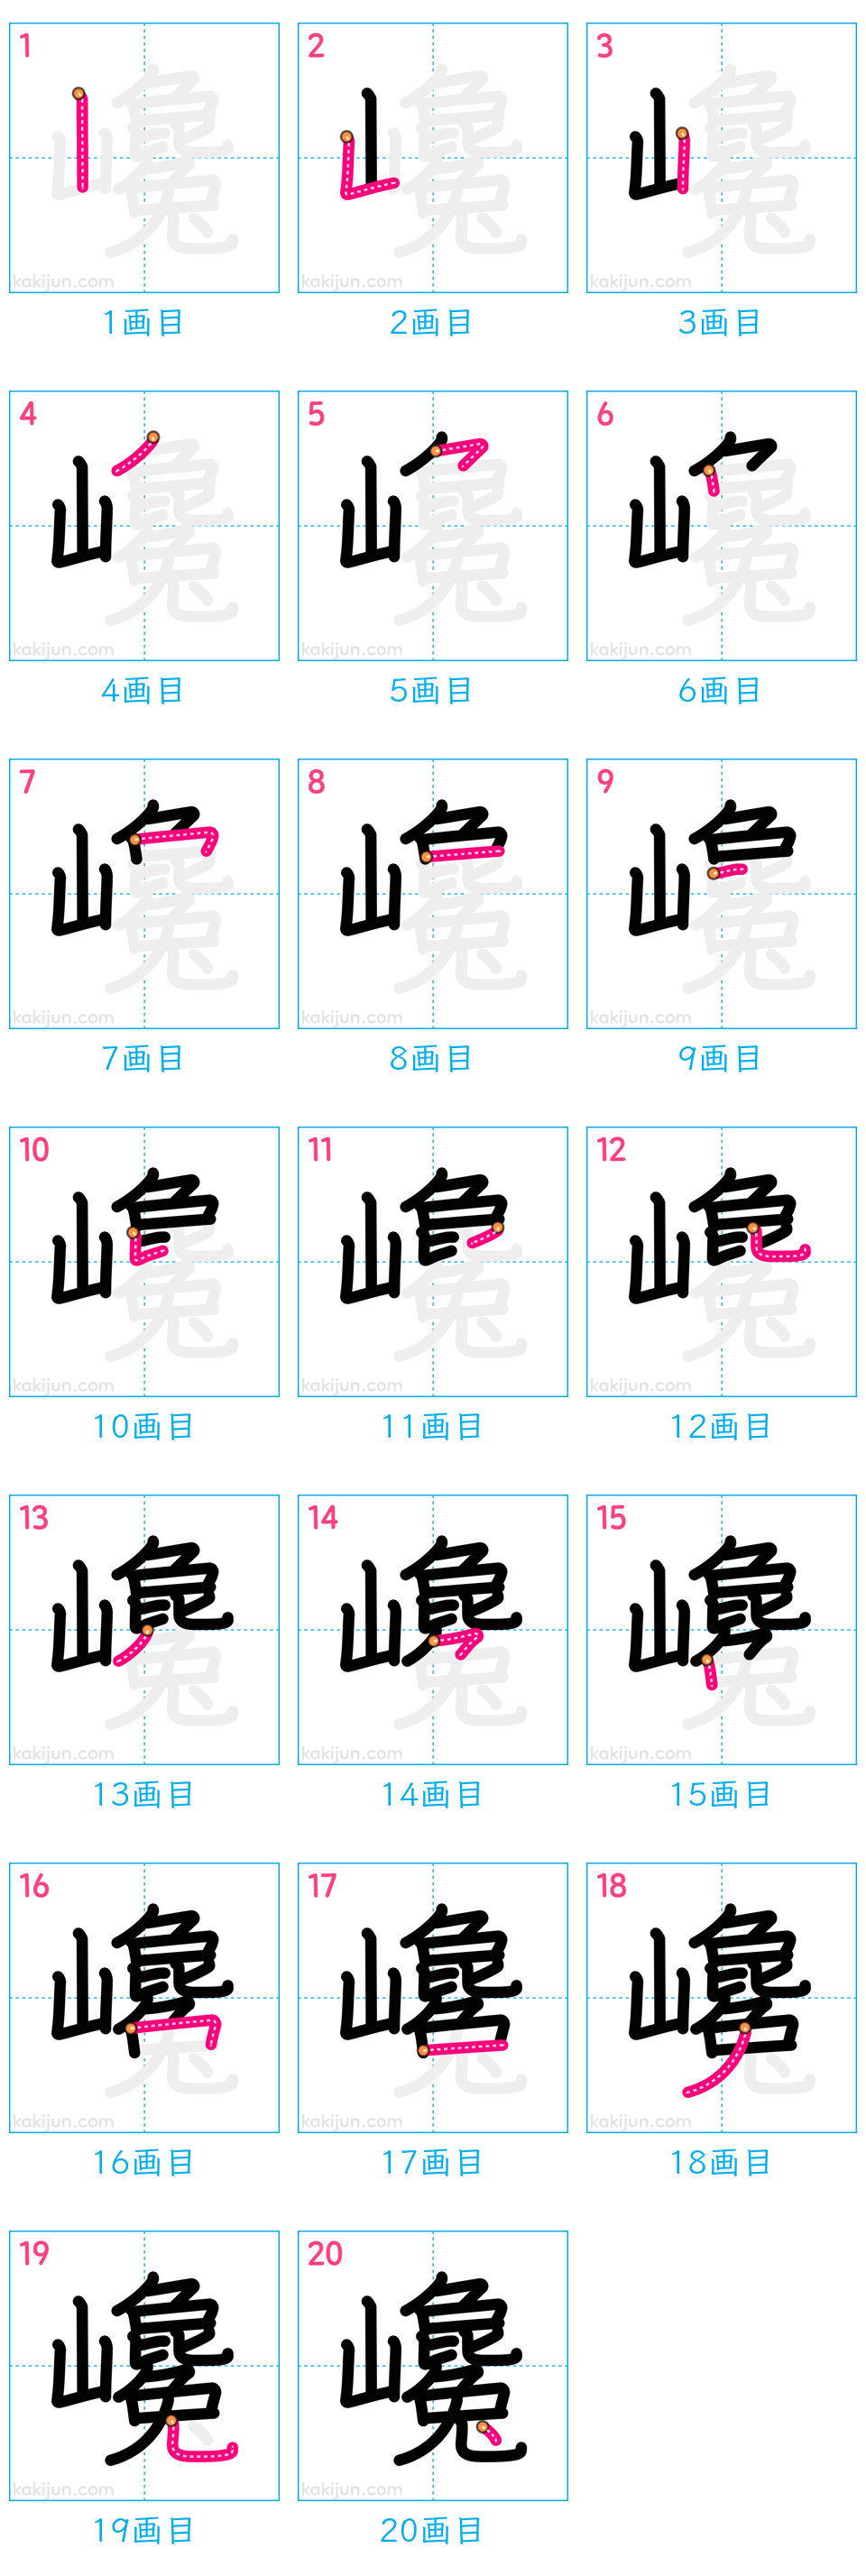 1 2 3
kakijun.com kakijun.com kakijun.com
1画目 2画目 3画目
4 5 6
kakijun.com kakijun.com kakijun.com
4画目 5画目 6画目
7 8 9
kakijun.com kakijun.com kakijun.com
7画目 8画目 9画目
10 11 12
kakijun.com kakijun.com kakijun.com
10画目 11画目 12画目
13 14 15
kakijun.com kakijun.com kakijun.com
13画目 14画目 15画目
16 17 18
kakijun.com kakijun.com kakijun.com
16画目 17画目 18画目
19 20
巉 巉
kakijun.com kakijun.com
19画目 20画目